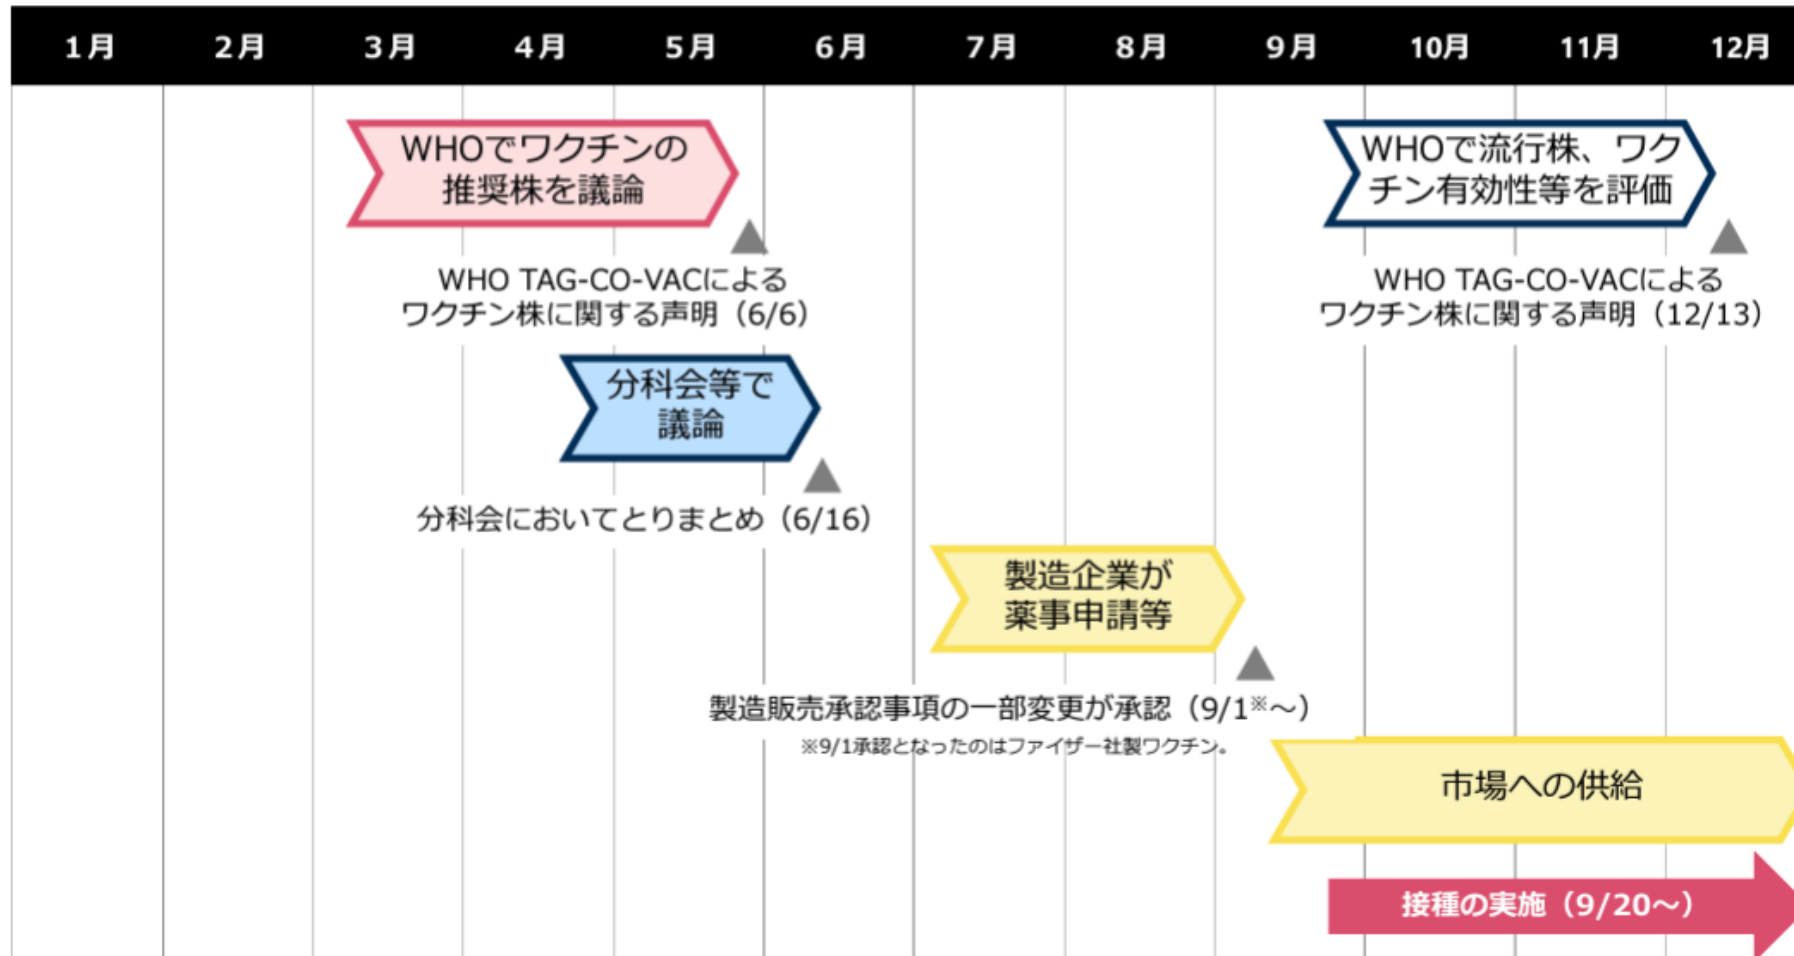 1月 2月 3月 4月 5月 6月 7月 8月 9月 10月 11月 12月
WHOでワクチンの
推奨株を議論
WHO TAG-CO-VACによる
ワクチン株に関する声明（6/6）
WHOで流行株、ワク
チン有効性等を評価
WHO TAG-CO-VACによる
ワクチン株に関する声明（12/13）
分科会等で
議論
分科会においてとりまとめ（6/16）
製造企業が
薬事申請等
製造販売承認事項の一部変更が承認（9/1※～）
※9/1承認となったのはファイザー社製ワクチン。
市場への供給
接種の実施（9/20～）